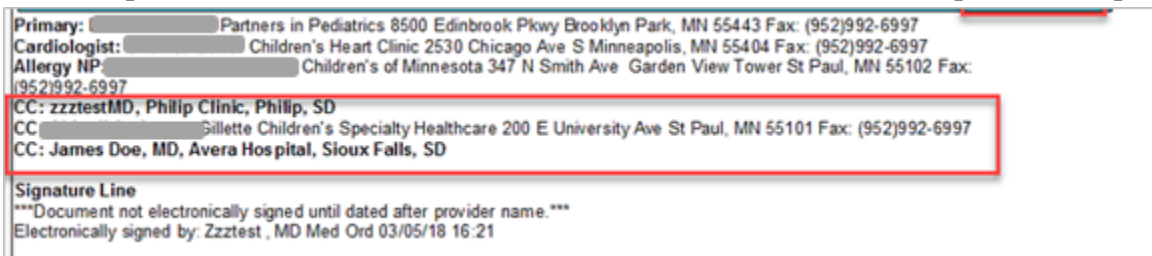 Primary: Partners in Pediatrics 8500 Edinbrook Pkwy Brooklyn Park, MN 55443 Fax: (952)992-6997
Cardiologist: Children's Heart Clinic 2530 Chicago Ave S Minneapolis, MN 55404 Fax: (952)992-6997
Allergy NP: Children's of Minnesota 347 N Smith Ave Garden View Tower St Paul, MN 55102 Fax:
(952)992-6997
CC: zzztestMD, Philip Clinic, Philip, SD
CC Gillette Children's Specialty Healthcare 200 E University Ave St Paul, MN 55101 Fax: (952)992-6997
CC: James Doe, MD, Avera Hospital, Sioux Falls, SD
Signature Line
***Document not electronically signed until dated after provider name.***
Electronically signed by: Zzztest , MD Med Ord 03/05/18 16:21